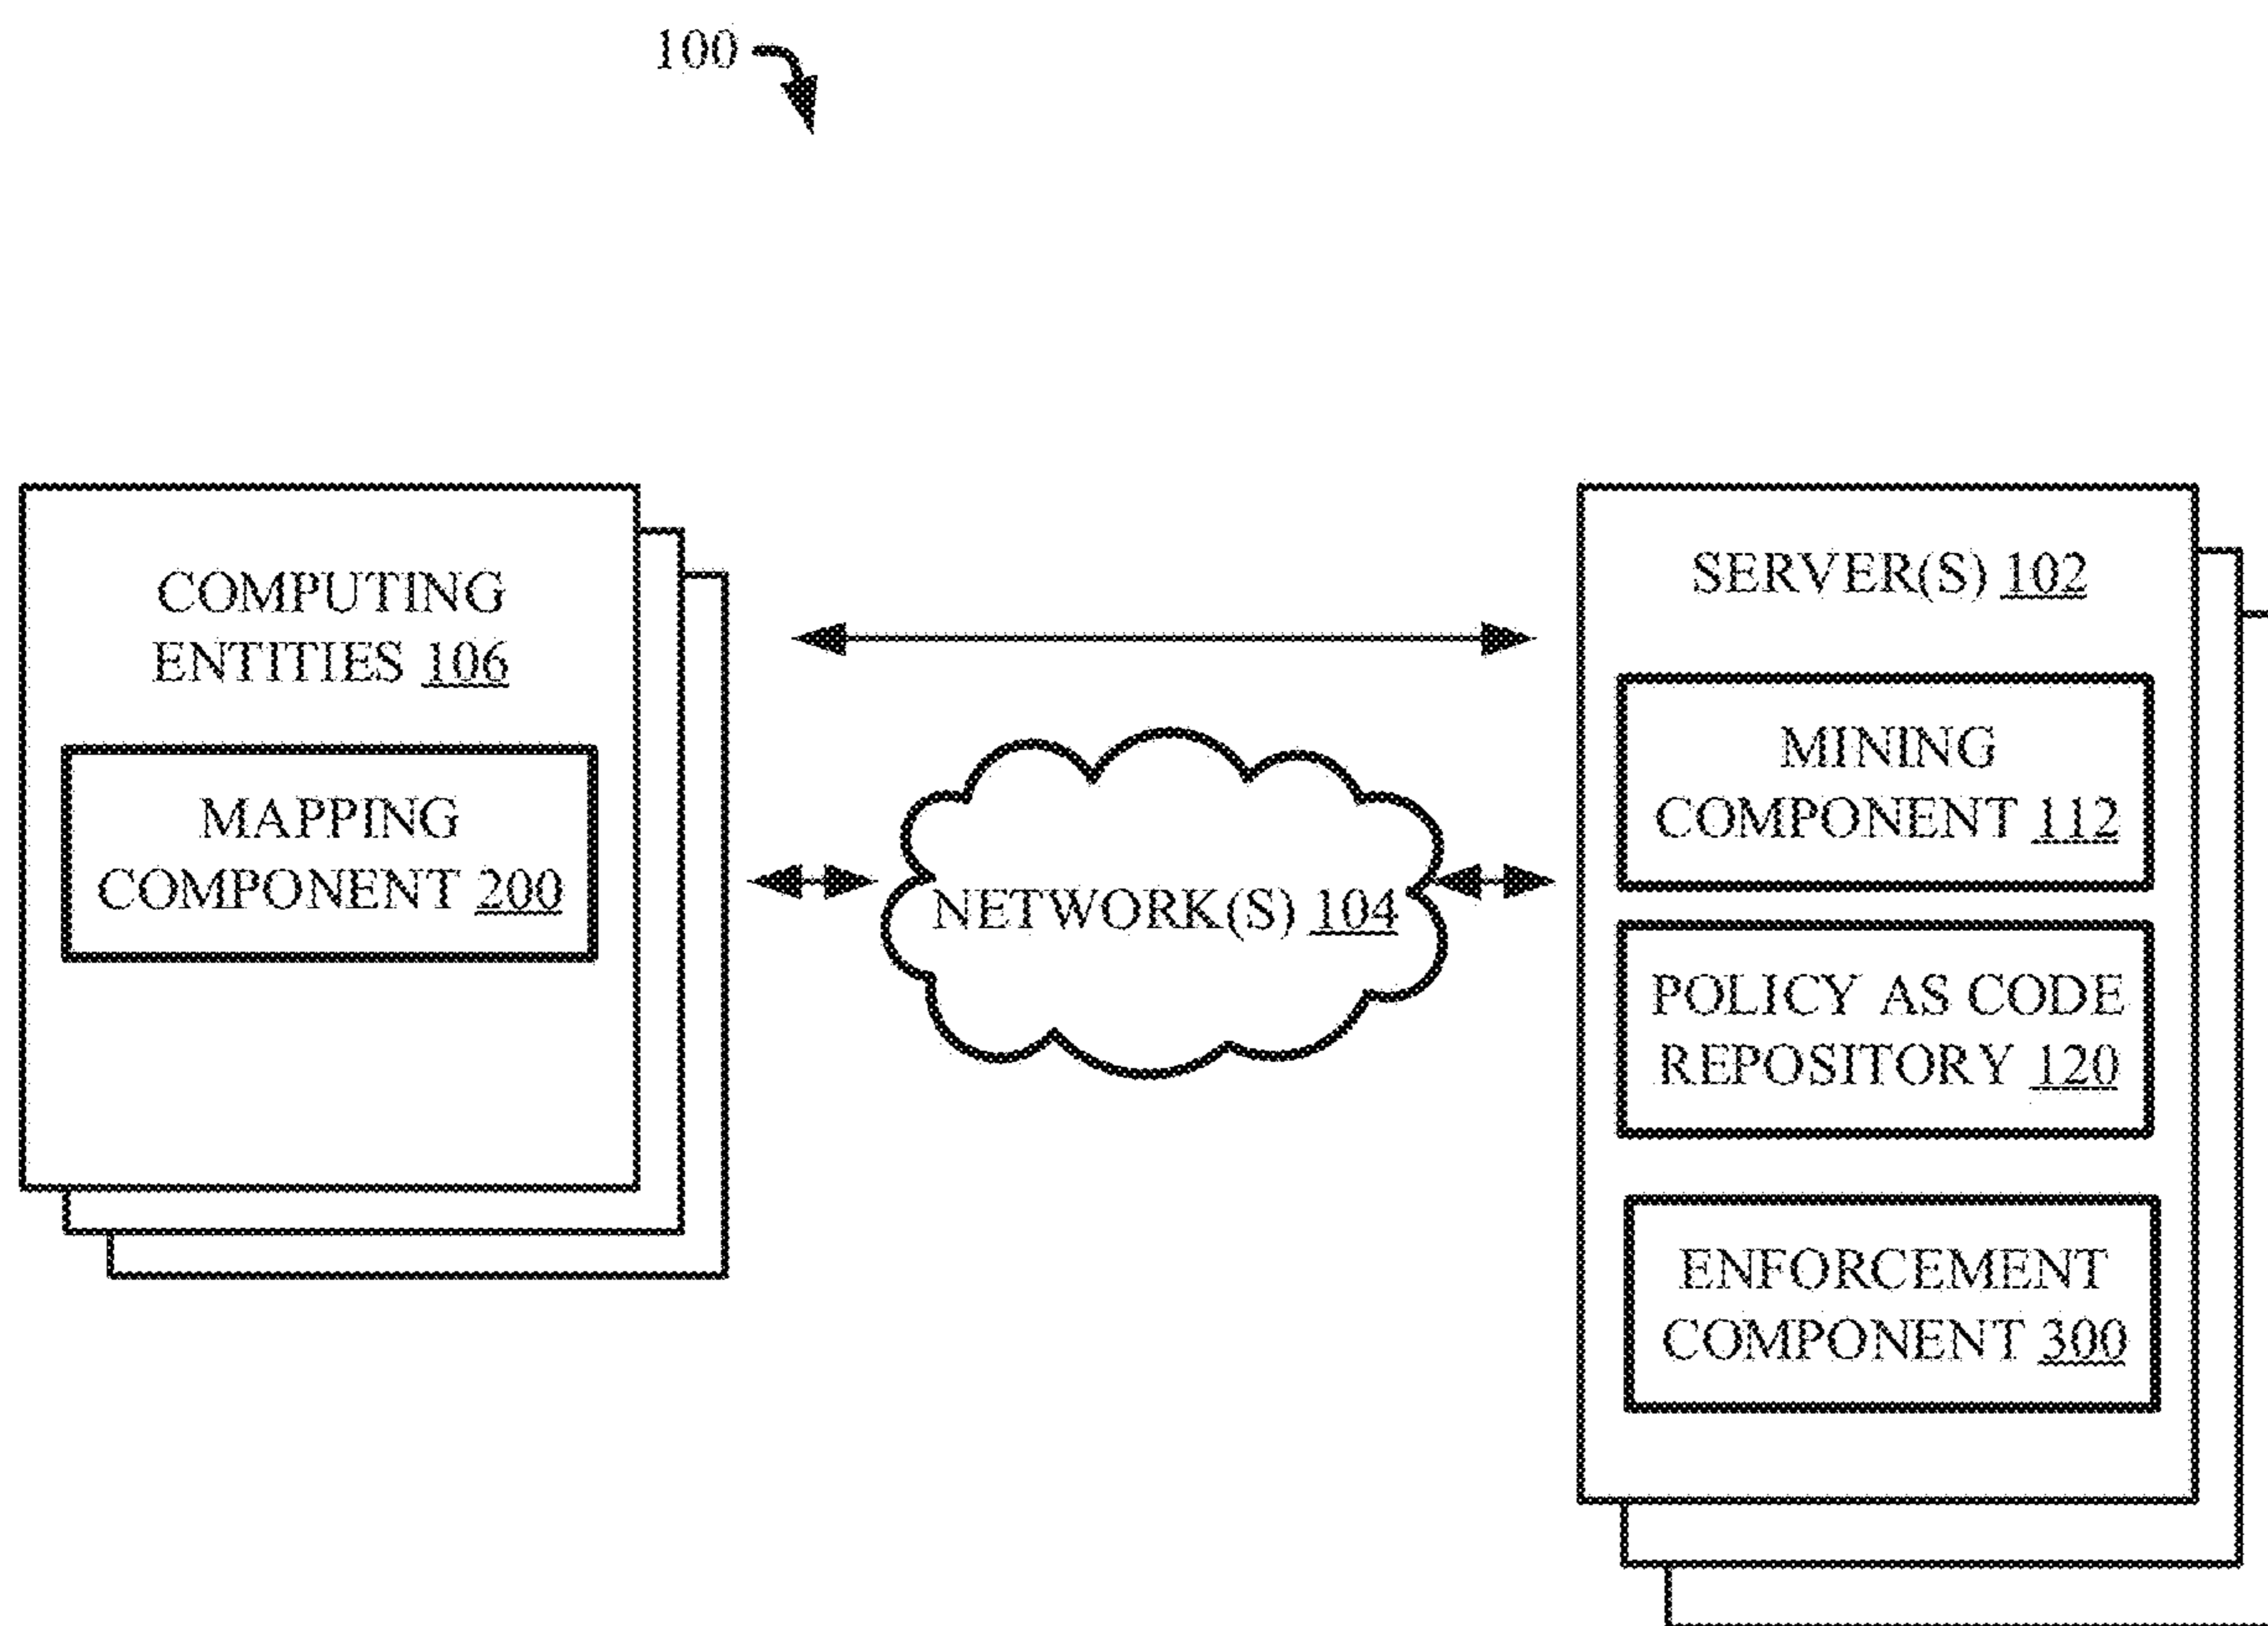 100
COMPUTING
ENTITIES 106
MAPPING
COMPONENT 200
NETWORK(S) 104
SERVER(S) 102
MINING
COMPONENT 112
POLICY AS CODE
REPOSITORY 120
ENFORCEMENT
COMPONENT 300